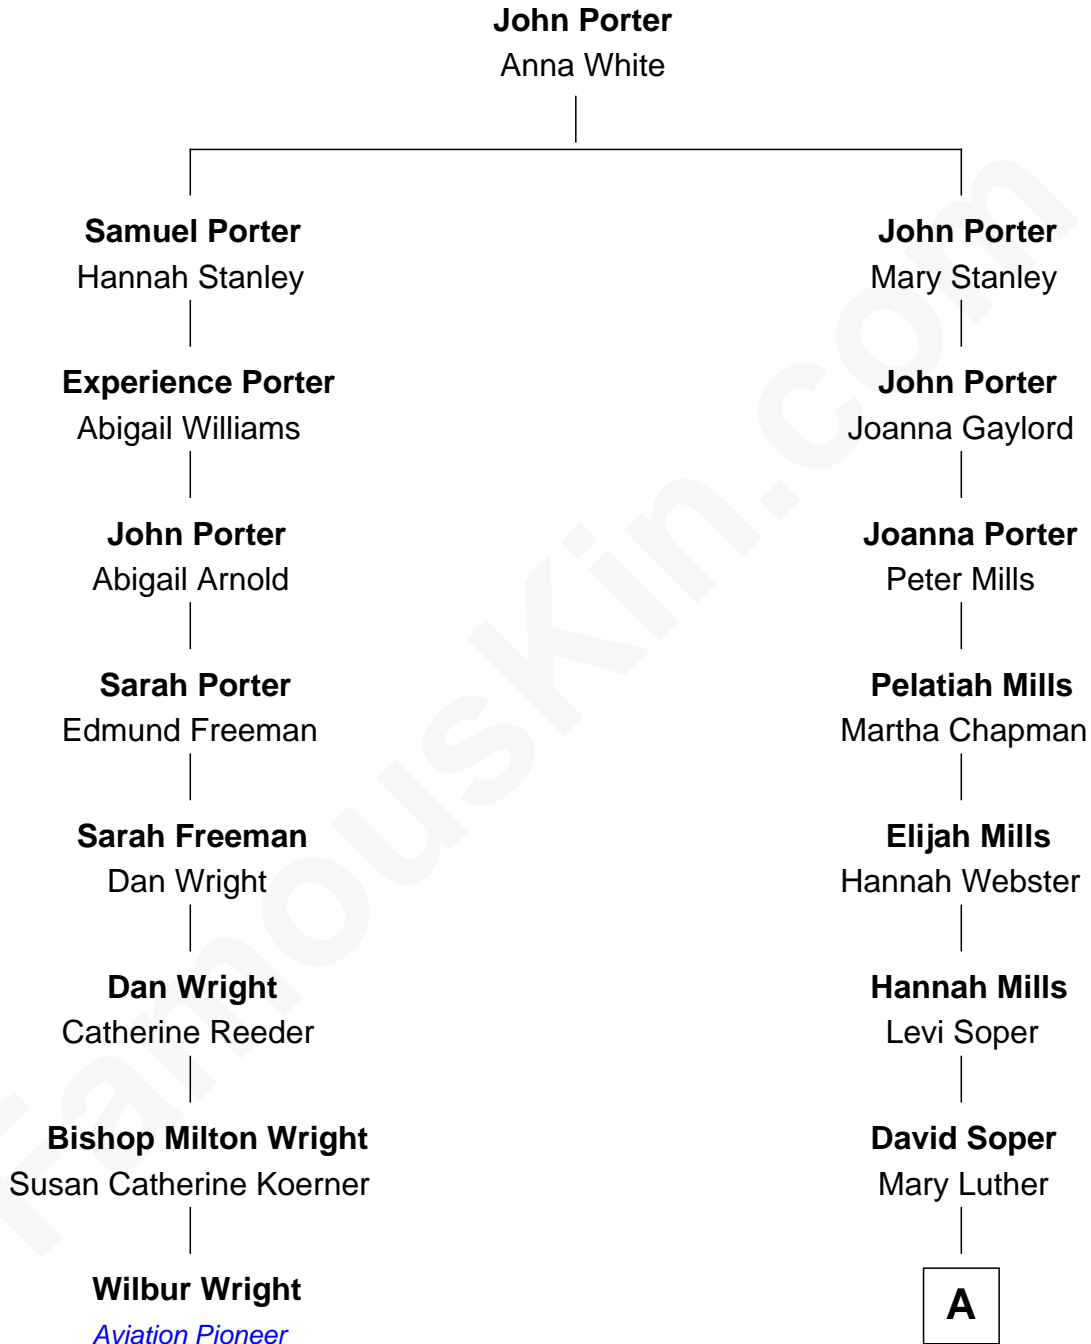 John Porter
Anna White
Samuel Porter
Hannah Stanley
John Porter
Mary Stanley
Experience Porter
Abigail Williams
John Porter
Joanna Gaylord
John Porter
Abigail Arnold
Joanna Porter
Peter Mills
Sarah Porter
Edmund Freeman
Pelatiah Mills
Martha Chapman
Sarah Freeman
Dan Wright
Elijah Mills
Hannah Webster
Dan Wright
Catherine Reeder
Hannah Mills
Levi Soper
Bishop Milton Wright
Susan Catherine Koerner
David Soper
Mary Luther
Wilbur Wright
Aviation Pioneer
A
FamousKin.com